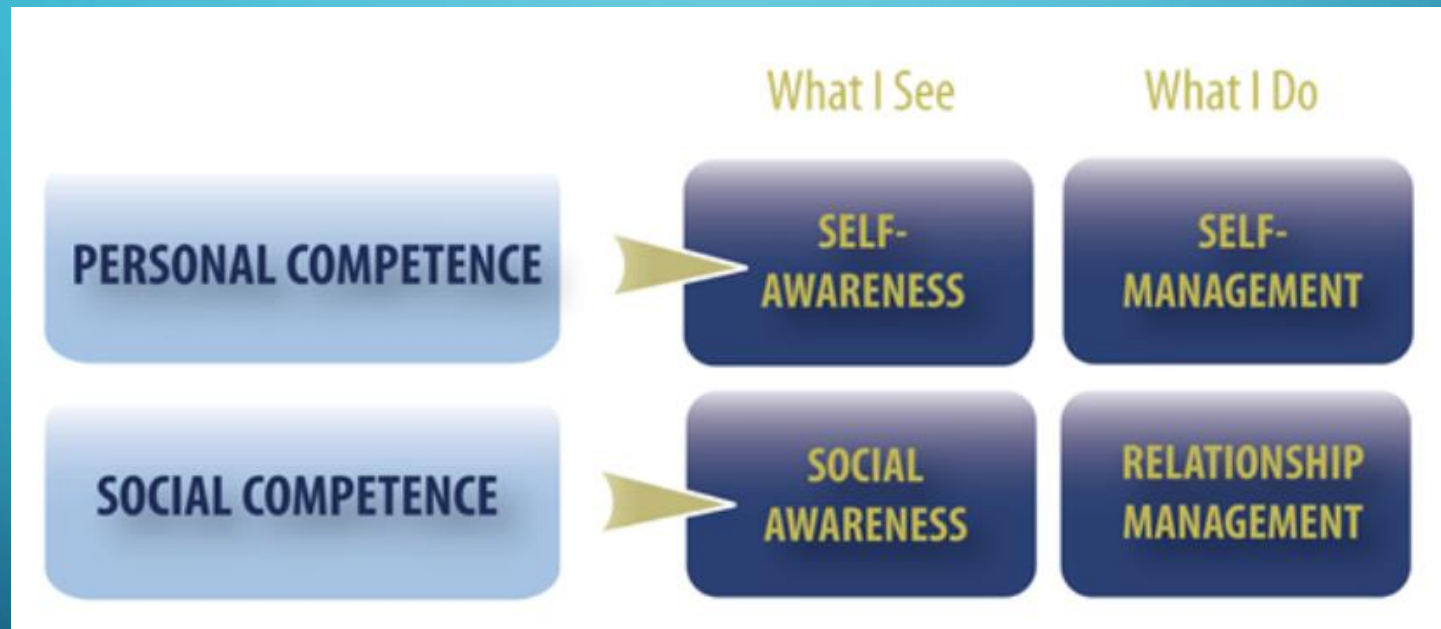 What I See
What I Do
PERSONAL COMPETENCE
SELF-
AWARENESS
SELF-
MANAGEMENT
SOCIAL COMPETENCE
SOCIAL
AWARENESS
RELATIONSHIP
MANAGEMENT